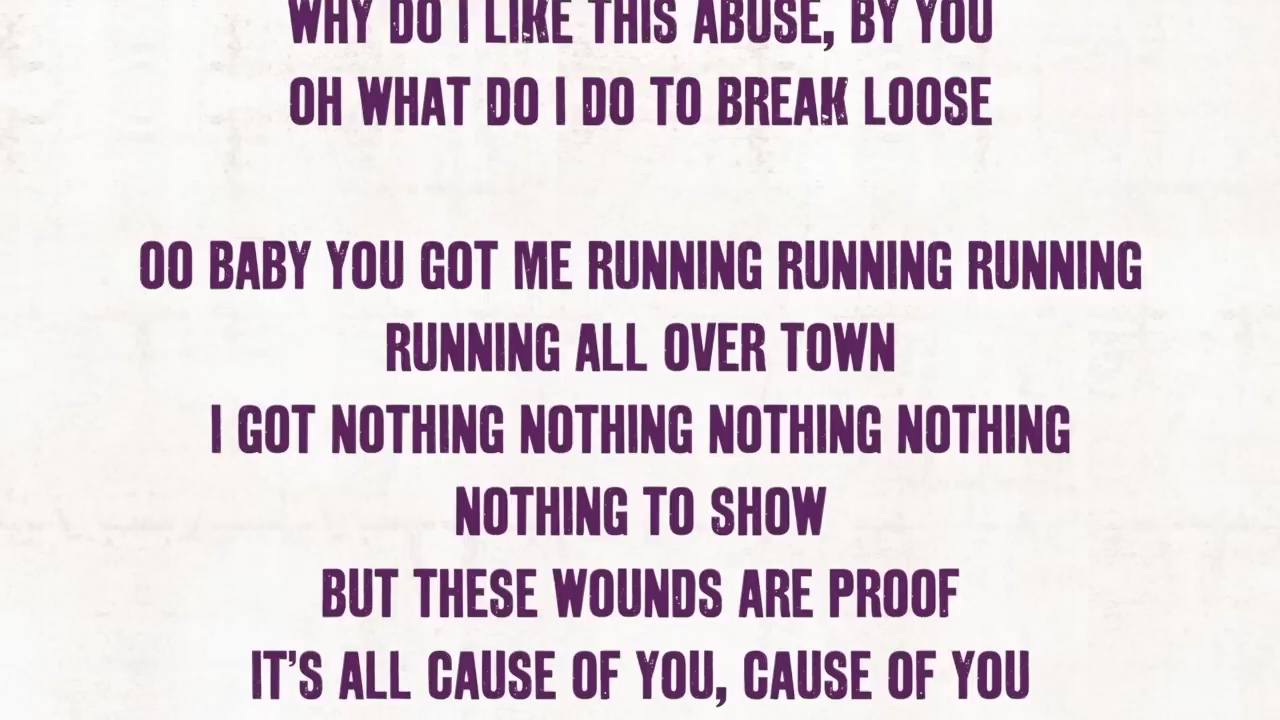 WHY DO I LIKE THIS ABUSE, BY YOU
OH WHAT DO I DO TO BREAK LOOSE
OO BABY YOU GOT ME RUNNING RUNNING RUNNING
RUNNING ALL OVER TOWN
I GOT NOTHING NOTHING NOTHING NOTHING
NOTHING TO SHOW
BUT THESE WOUNDS ARE PROOF
IT'S ALL CAUSE OF YOU, CAUSE OF YOU